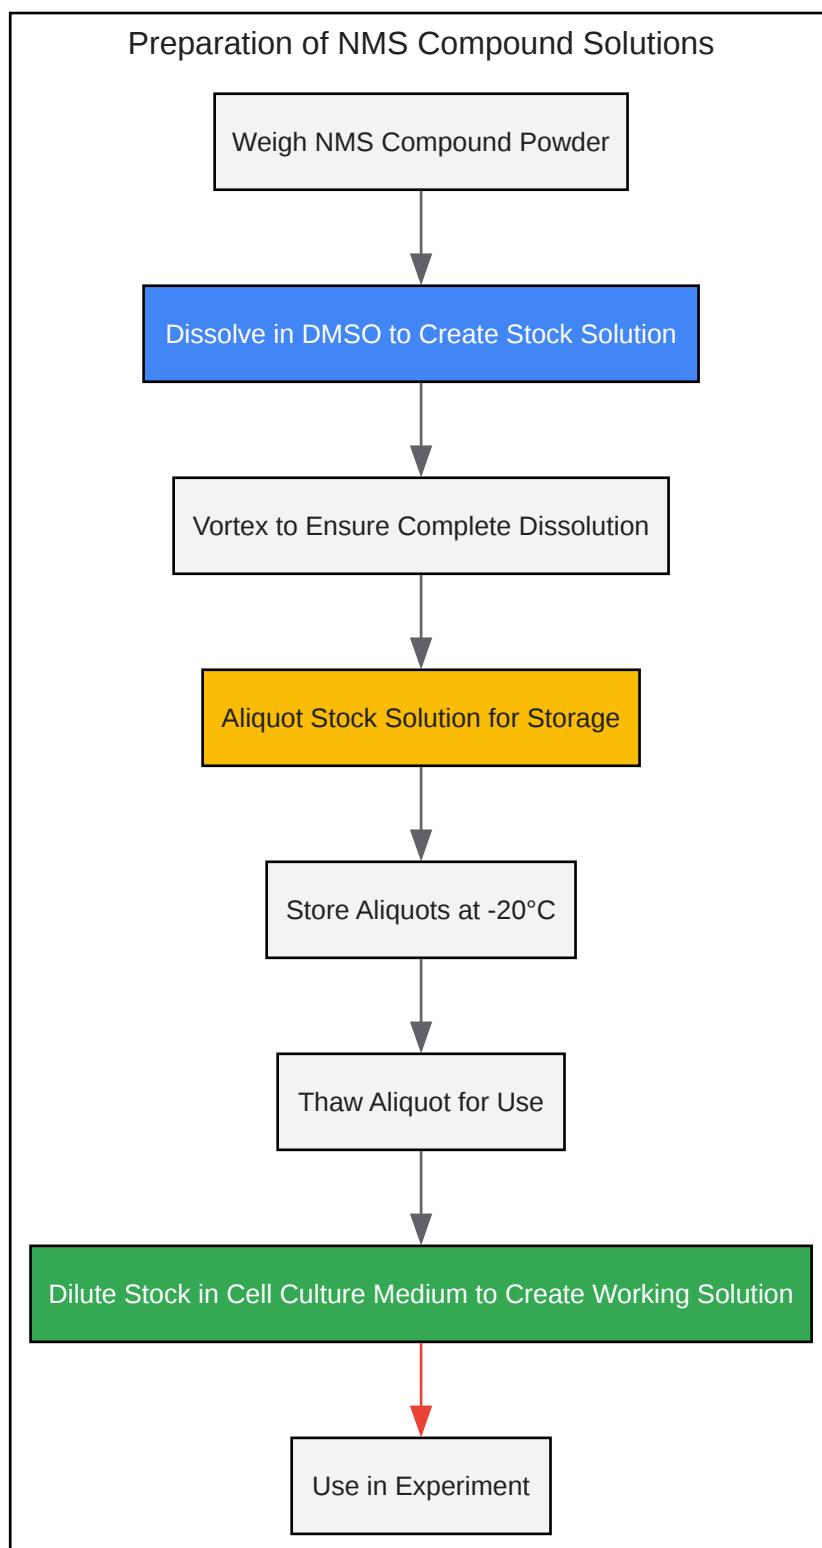 Preparation of NMS Compound Solutions
Weigh NMS Compound Powder
Dissolve in DMSO to Create Stock Solution
Vortex to Ensure Complete Dissolution
Aliquot Stock Solution for Storage
Store Aliquots at -20°C
Thaw Aliquot for Use
Dilute Stock in Cell Culture Medium to Create Working Solution
Use in Experiment